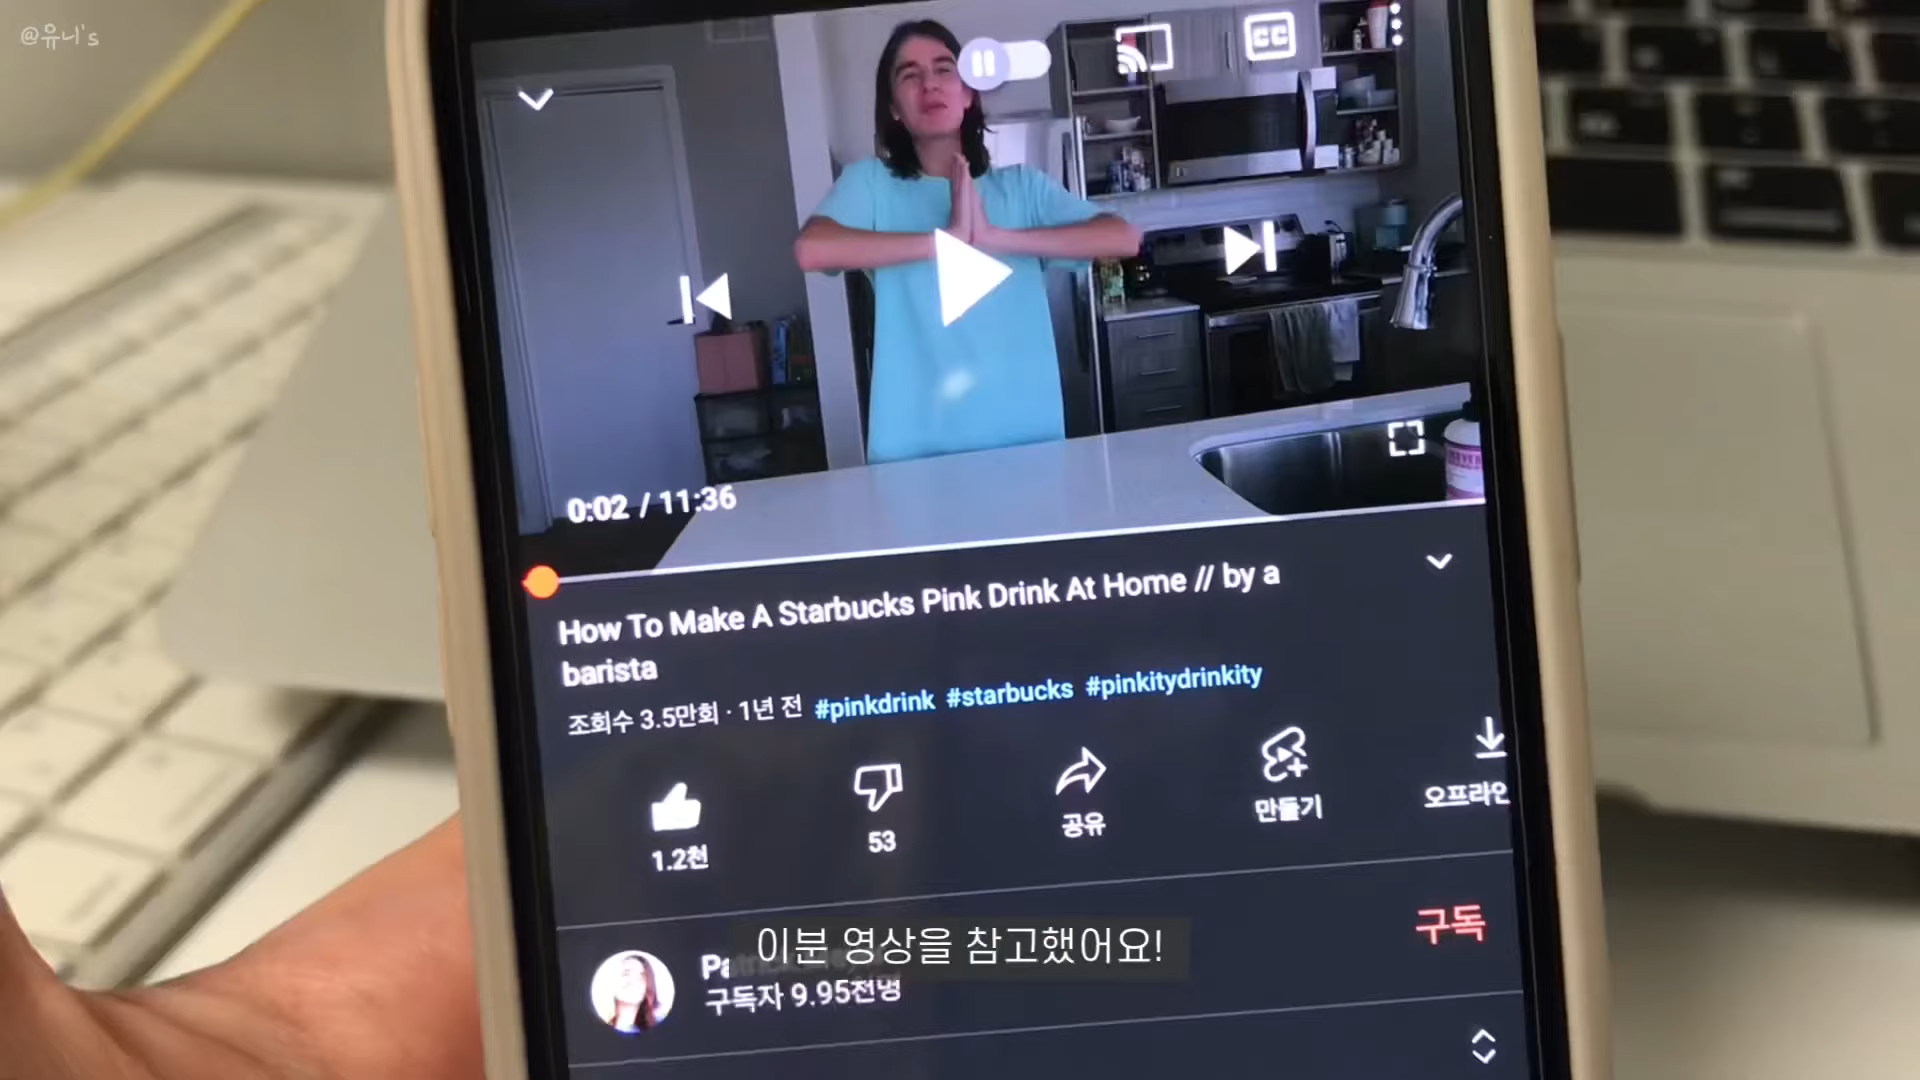 @유니's
CC
0:02 / 11:36
How To Make A Starbucks Pink Drink At Home // by a
barista
조회수 3.5만회 · 1년 전 #pinkdrink #starbucks #pinkitydrinkity
1.2천
53
공유
만들기
오프라인
구독
이분 영상을 참고했어요!
구독자 9.95천명